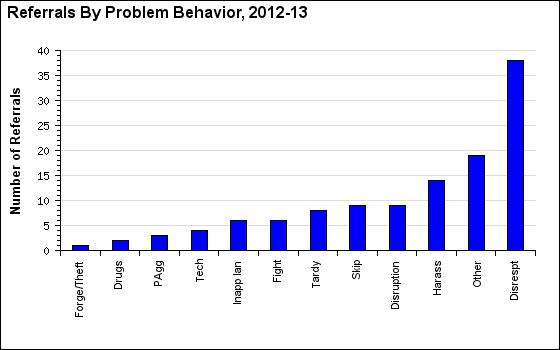 Referrals By Problem Behavior, 2012-13
Number of Referrals
40
35
30
25
20
15
10
5
0
Forge/Theft
Drugs
PAgg
Tech
Inapp lan
Fight
Tardy
Skip
Disruption
Harass
Other
Disrespt